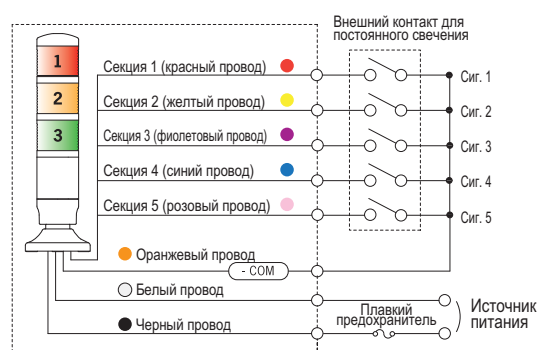 Внешний контакт для
постоянного свечения
1
Секция 1 (красный провод)
Сиг. 1
2
Секция 2 (желтый провод)
Сиг. 2
3
Секция 3 (фиолетовый провод)
Сиг. 3
Секция 4 (синий провод)
Сиг. 4
Секция 5 (розовый провод)
Сиг. 5
Оранжевый провод
- COM
Белый провод
Плавкий
предохранитель
Источник
питания
Черный провод